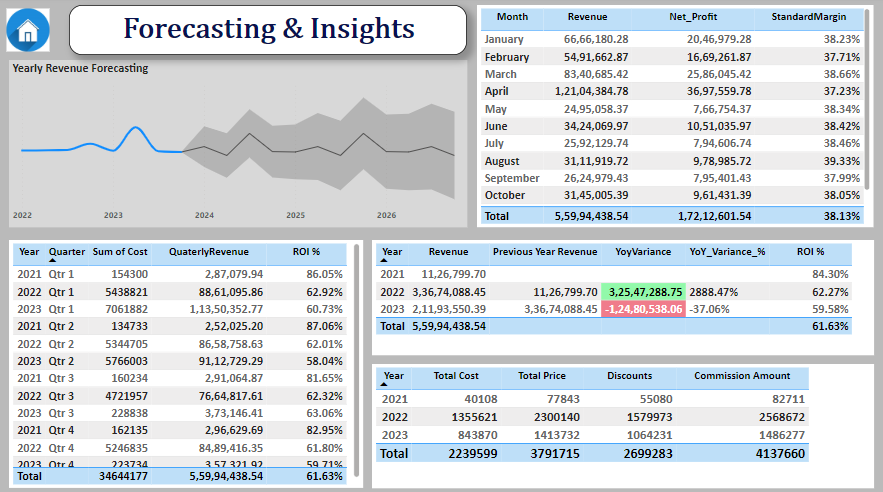 Forecasting & Insights
Yearly Revenue Forecasting
2022 2023 2024 2025 2026
Month Revenue Net_Profit StandardMargin
January 66,66,180.28 20,46,979.28 38.23%
February 54,91,662.87 16,69,261.87 37.71%
March 83,40,685.42 25,86,045.42 38.66%
April 1,21,04,384.78 36,97,559.78 37.23%
May 24,95,058.37 7,66,754.37 38.34%
June 34,24,069.97 10,51,035.97 38.42%
July 25,92,129.74 7,94,606.74 38.46%
August 31,11,919.72 9,78,985.72 39.33%
September 26,24,979.43 7,95,401.43 37.99%
October 31,45,005.39 9,61,431.39 38.05%
Total 5,59,94,438.54 1,72,12,601.54 38.13%
Year Quarter Sum of Cost QuaterlyRevenue ROI %
2021 Qtr 1 154300 2,87,079.94 86.05%
2022 Qtr 1 5438821 88,61,095.86 62.92%
2023 Qtr 1 7061882 1,13,50,352.77 60.73%
2021 Qtr 2 134733 2,52,025.20 87.06%
2022 Qtr 2 5344705 86,58,758.63 62.01%
2023 Qtr 2 5766003 91,12,729.29 58.04%
2021 Qtr 3 160234 2,91,064.87 81.65%
2022 Qtr 3 4721957 76,64,817.61 62.32%
2023 Qtr 3 228838 3,73,146.41 63.06%
2021 Qtr 4 162135 2,96,629.69 82.95%
2022 Qtr 4 5246835 84,89,416.35 61.80%
2023 Qtr 4 223734 3,57,321.92 59.71%
Total 34644177 5,59,94,438.54 61.63%
Year Revenue Previous Year Revenue YoyVariance YoY_Variance_% ROI %
2021 11,26,799.70 84.30%
2022 3,36,74,088.45 11,26,799.70 3,25,47,288.75 2888.47% 62.27%
2023 2,11,93,550.39 3,36,74,088.45 -1,24,80,538.06 -37.06% 59.58%
Total 5,59,94,438.54 61.63%
Year Total Cost Total Price Discounts Commission Amount
2021 40108 77843 55080 82711
2022 1355621 2300140 1579973 2568672
2023 843870 1413732 1064231 1486277
Total 2239599 3791715 2699283 4137660